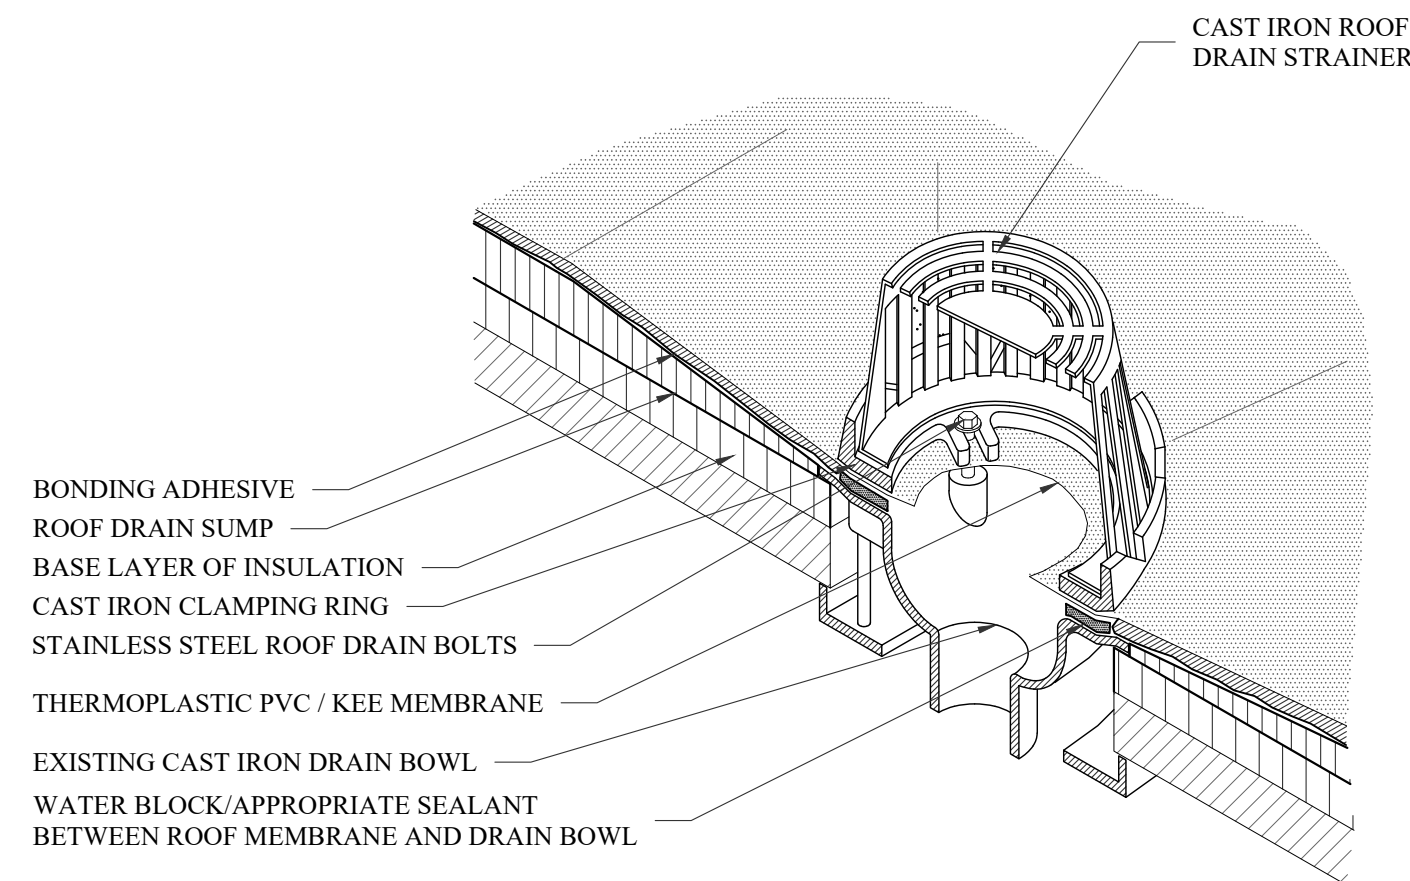 CAST IRON ROOF
DRAIN STRAINER
BONDING ADHESIVE
ROOF DRAIN SUMP
BASE LAYER OF INSULATION
CAST IRON CLAMPING RING
STAINLESS STEEL ROOF DRAIN BOLTS
THERMOPLASTIC PVC / KEE MEMBRANE
EXISTING CAST IRON DRAIN BOWL
WATER BLOCK/APPROPRIATE SEALANT
BETWEEN ROOF MEMBRANE AND DRAIN BOWL